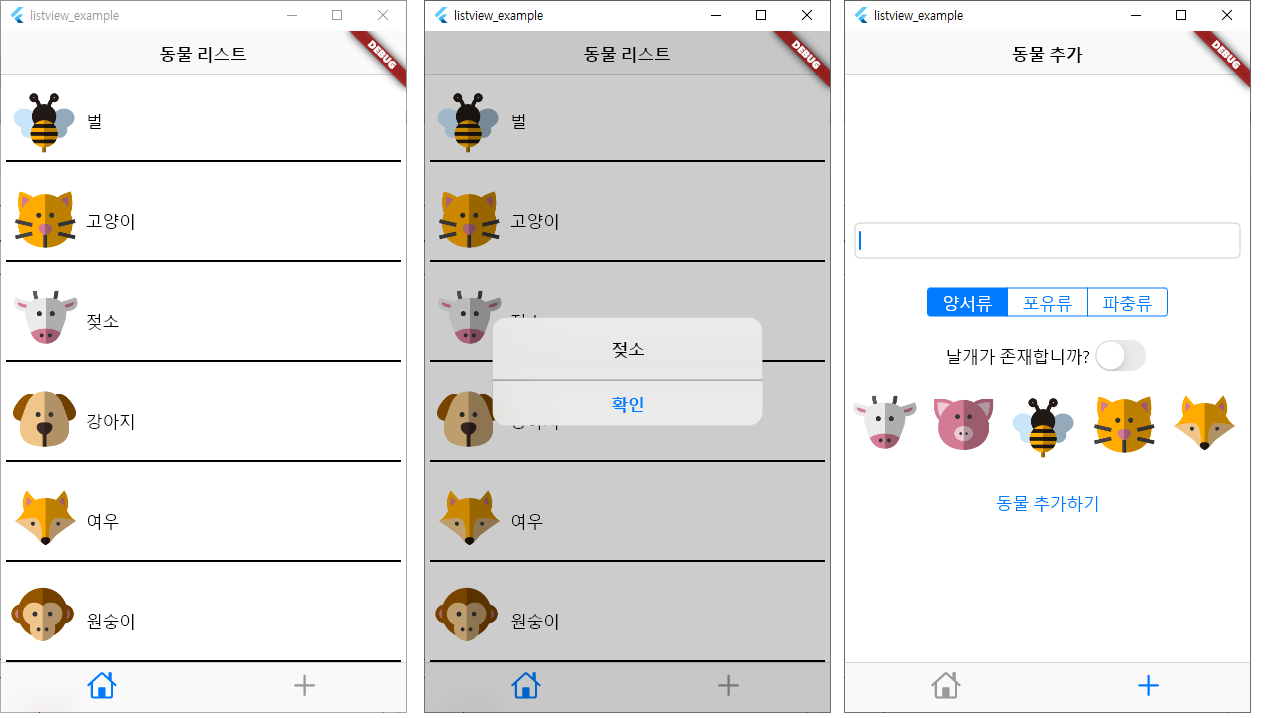 listview_example
동물 리스트
DEBUG
벌
고양이
젖소
강아지
여우
원숭이
listview_example
동물 리스트
DEBUG
벌
고양이
젖소
확인
여우
원숭이
listview_example
동물 추가
DEBUG
양서류 포유류 파충류
날개가 존재합니까?
동물 추가하기